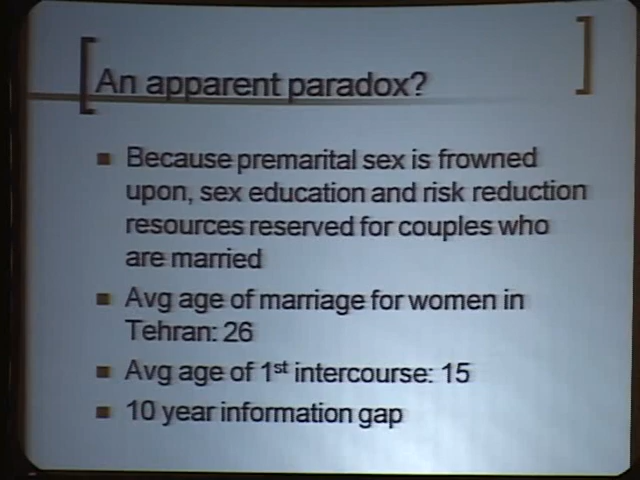 An apparent paradox?
Because premarital sex is frowned
upon, sex education and risk reduction
resources reserved for couples who
are married
Avg age of marriage for women in
Tehran: 26
Avg age of 1st intercourse: 15
10 year information gap